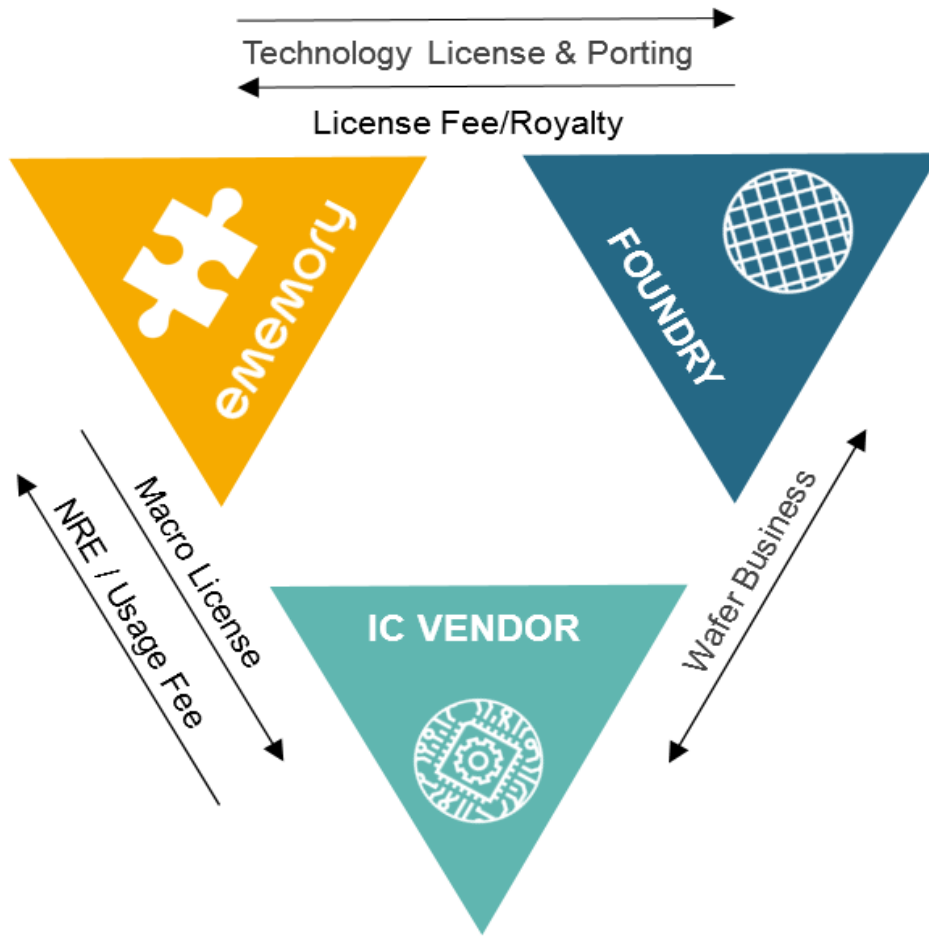 Technology License & Porting
License Fee/Royalty
eMeMory
FOUNDRY
Macro License
NRE / Usage Fee
Wafer Business
IC VENDOR